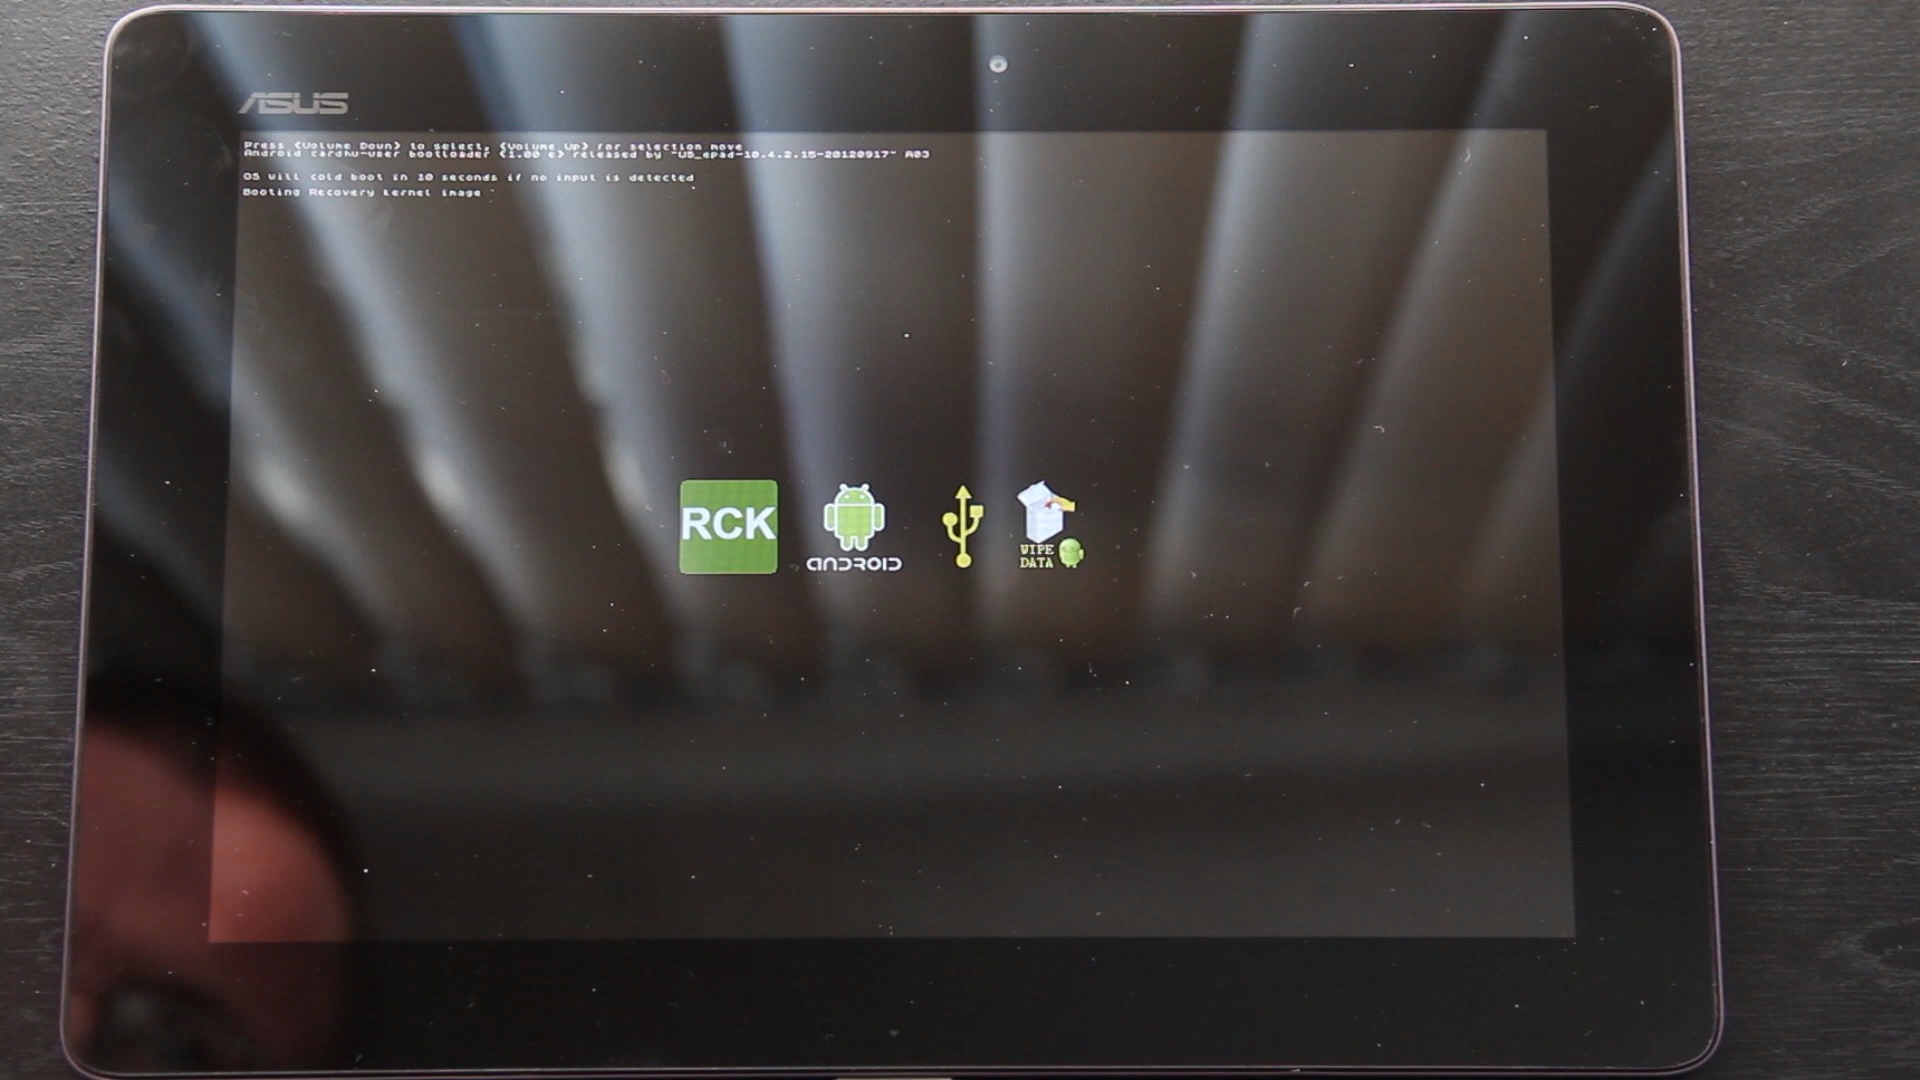 ASUS
Press <Volume Down> to select, <Volume Up> for selection move
Android cardhu-user bootloader <1.00 e> released by "US_epad-10.4.2.15-20120917" A03
OS will cold boot in 10 seconds if no input is detected
Booting Recovery kernel image
RCK
ANDROID
WIPE
DATA